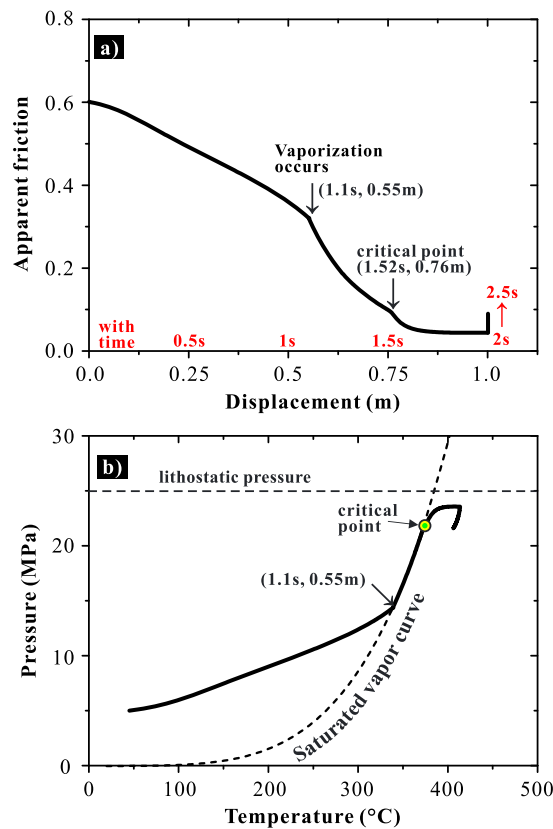 a)
Apparent friction
0.8
0.6
0.4
0.2
0.0
Vaporization
occurs
(1.1s, 0.55m)
critical point
(1.52s, 0.76m)
with
time
0.5s
1s
1.5s
2s
2.5s
0.0
0.25
0.5
0.75
1.0
Displacement (m)
b)
Pressure (MPa)
30
20
10
0
lithostatic pressure
critical
point
(1.1s, 0.55m)
Saturated vapor curve
0
100
200
300
400
500
Temperature (°C)